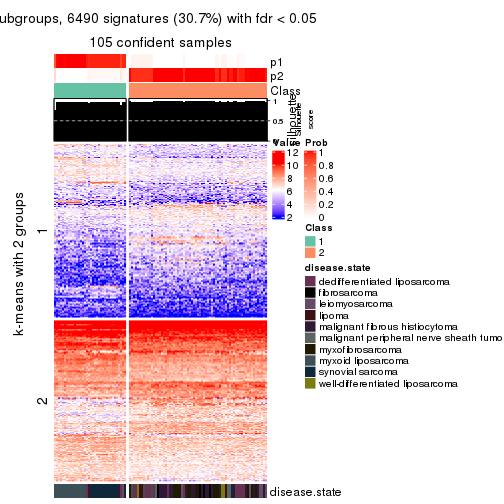 ubgroups, 6490 signatures (30.7%) with fdr < 0.05
105 confident samples
p1
p2
Class
1
0.5
Silhouette
score
k-means with 2 groups
1
2
disease.state
Value
12
10
8
6
4
2
Prob
1
0.8
0.6
0.4
0.2
0
Class
1
2
disease.state
dedifferentiated liposarcoma
fibrosarcoma
leiomyosarcoma
lipoma
malignant fibrous histiocytoma
malignant peripheral nerve sheath tumo
myxofibrosarcoma
myxoid liposarcoma
synovial sarcoma
well-differentiated liposarcoma